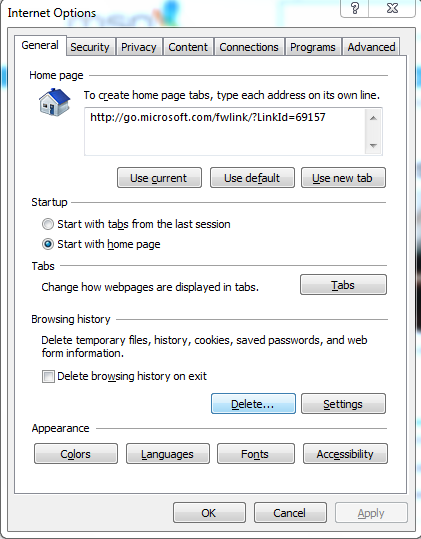 Internet Options
General Security Privacy Content Connections Programs Advanced
Home page
To create home page tabs, type each address on its own line.
http://go.microsoft.com/fwlink/?LinkId=69157
Use current Use default Use new tab
Startup
Start with tabs from the last session
Start with home page
Tabs
Change how webpages are displayed in tabs. Tabs
Browsing history
Delete temporary files, history, cookies, saved passwords, and web
form information.
Delete browsing history on exit
Delete... Settings
Appearance
Colors Languages Fonts Accessibility
OK Cancel Apply